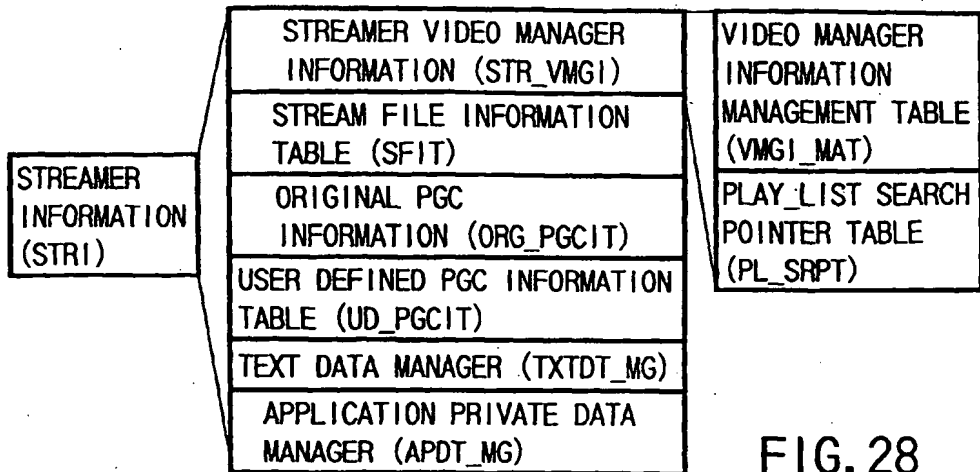 STREAMER
INFORMATION
(STRI)
STREAMER VIDEO MANAGER
INFORMATION (STR_VMGI)
STREAM FILE INFORMATION
TABLE (SFIT)
ORIGINAL PGC
INFORMATION (ORG_PGCIT)
USER DEFINED PGC INFORMATION
TABLE (UD_PGCIT)
TEXT DATA MANAGER (TXTDT_MG)
APPLICATION PRIVATE DATA
MANAGER (APDT_MG)
VIDEO MANAGER
INFORMATION
MANAGEMENT TABLE
(VMGI_MAT)
PLAY_LIST SEARCH
POINTER TABLE
(PL_SRPT)
FIG. 28